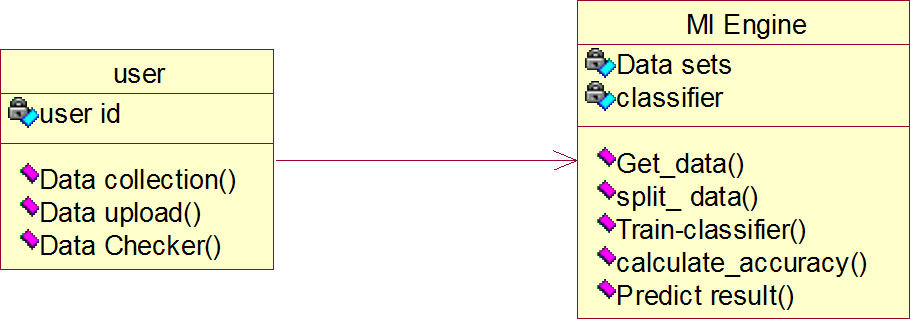 user
user id
Data collection()
Data upload()
Data Checker()
MI Engine
Data sets
classifier
Get_data()
split_ data()
Train-classifier()
calculate_accuracy()
Predict result()